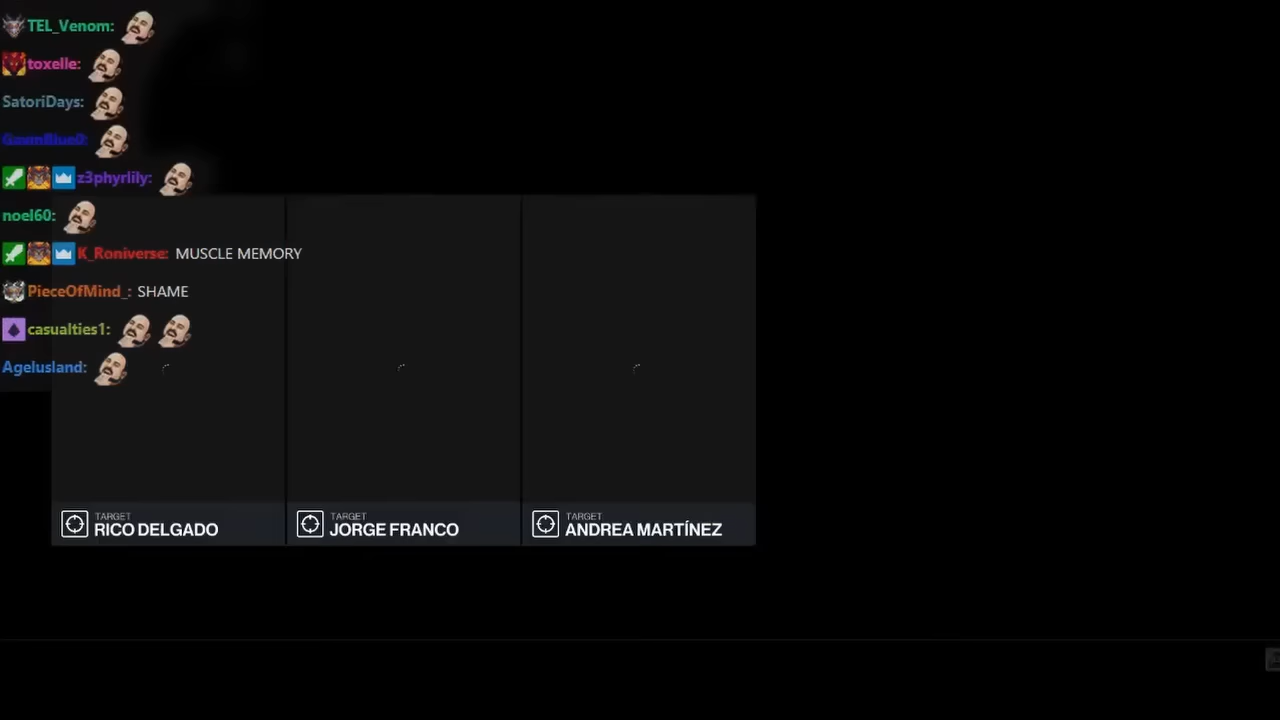 TEL_Venom:
toxelle:
SatoriDays:
GavmBlue0:
z3phyrlily:
noel60:
K_Roniverse: MUSCLE MEMORY
PieceOfMind_: SHAME
casualties1:
Agelusland:
TARGET
RICO DELGADO
TARGET
JORGE FRANCO
TARGET
ANDREA MARTÍNEZ